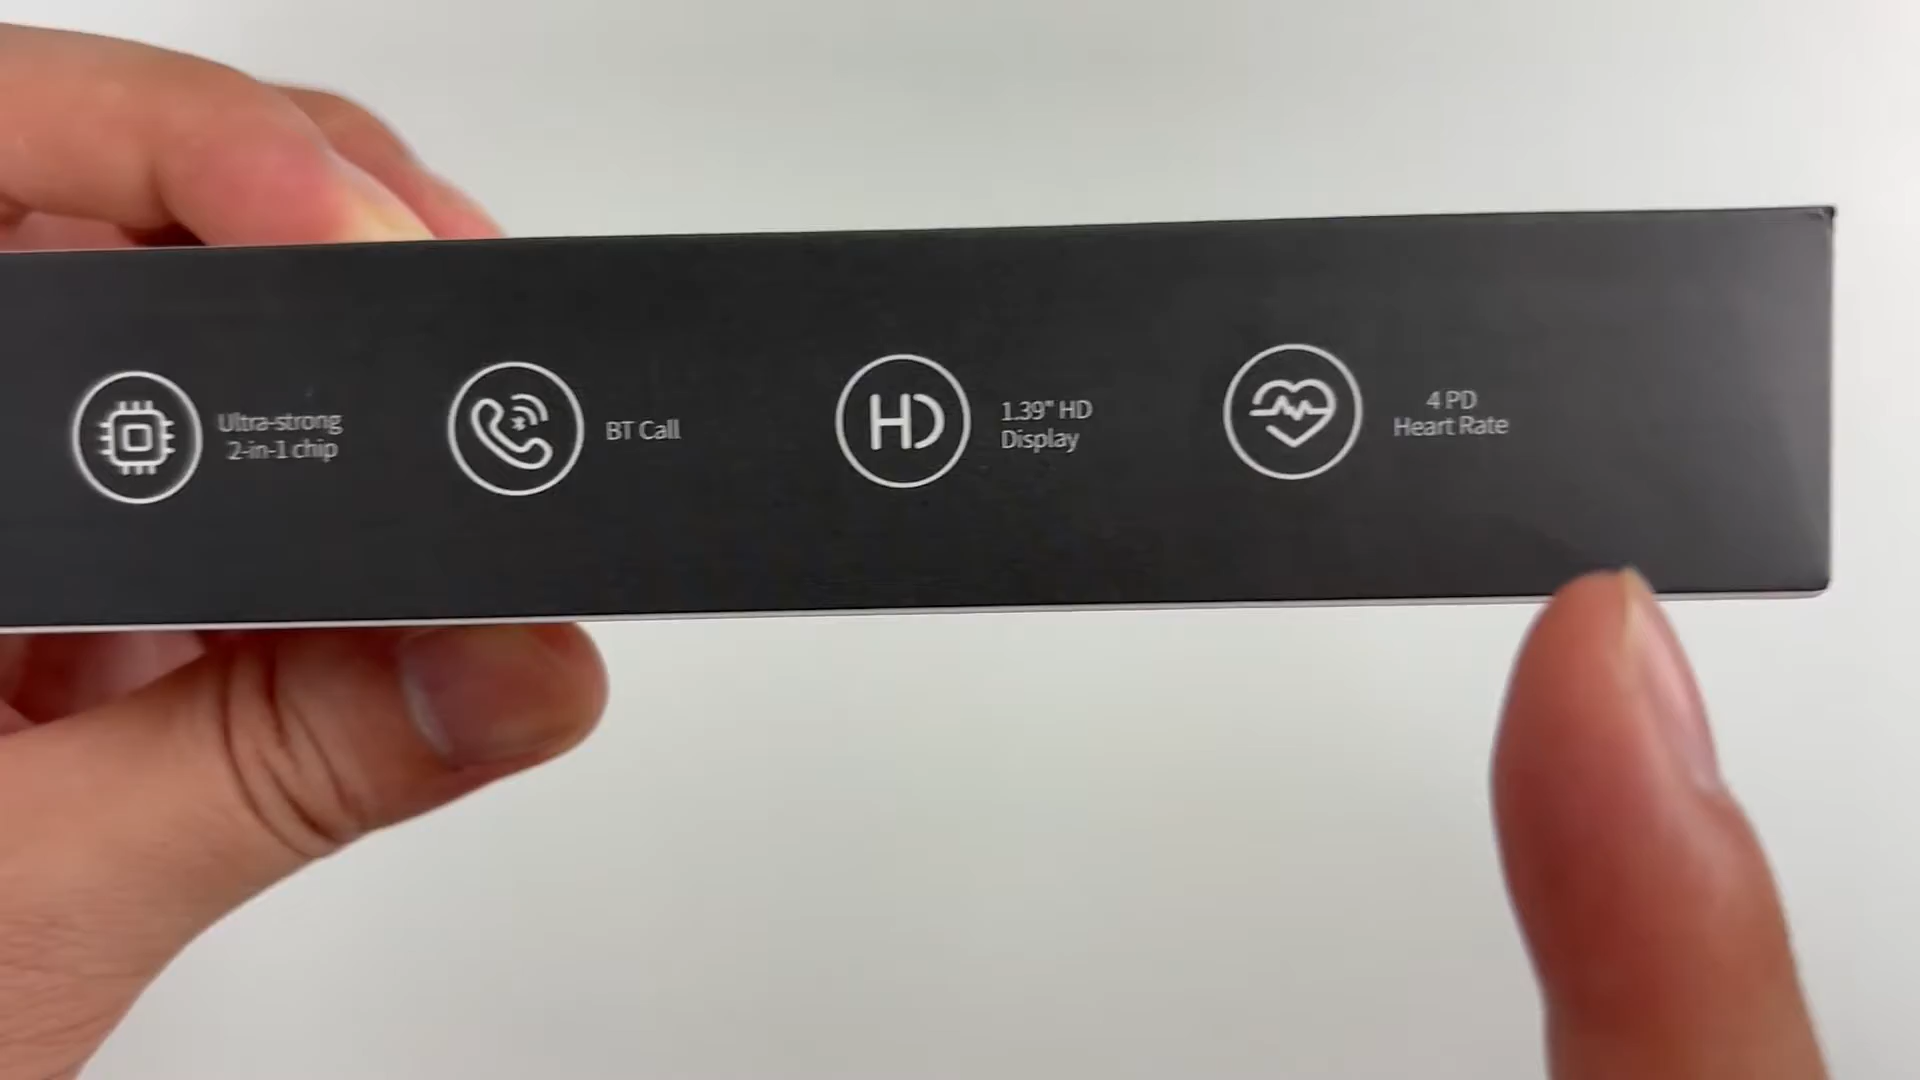 Ultra-strong
2-in-1 chip
BT Call
HD
1.39" HD
Display
4 PD
Heart Rate